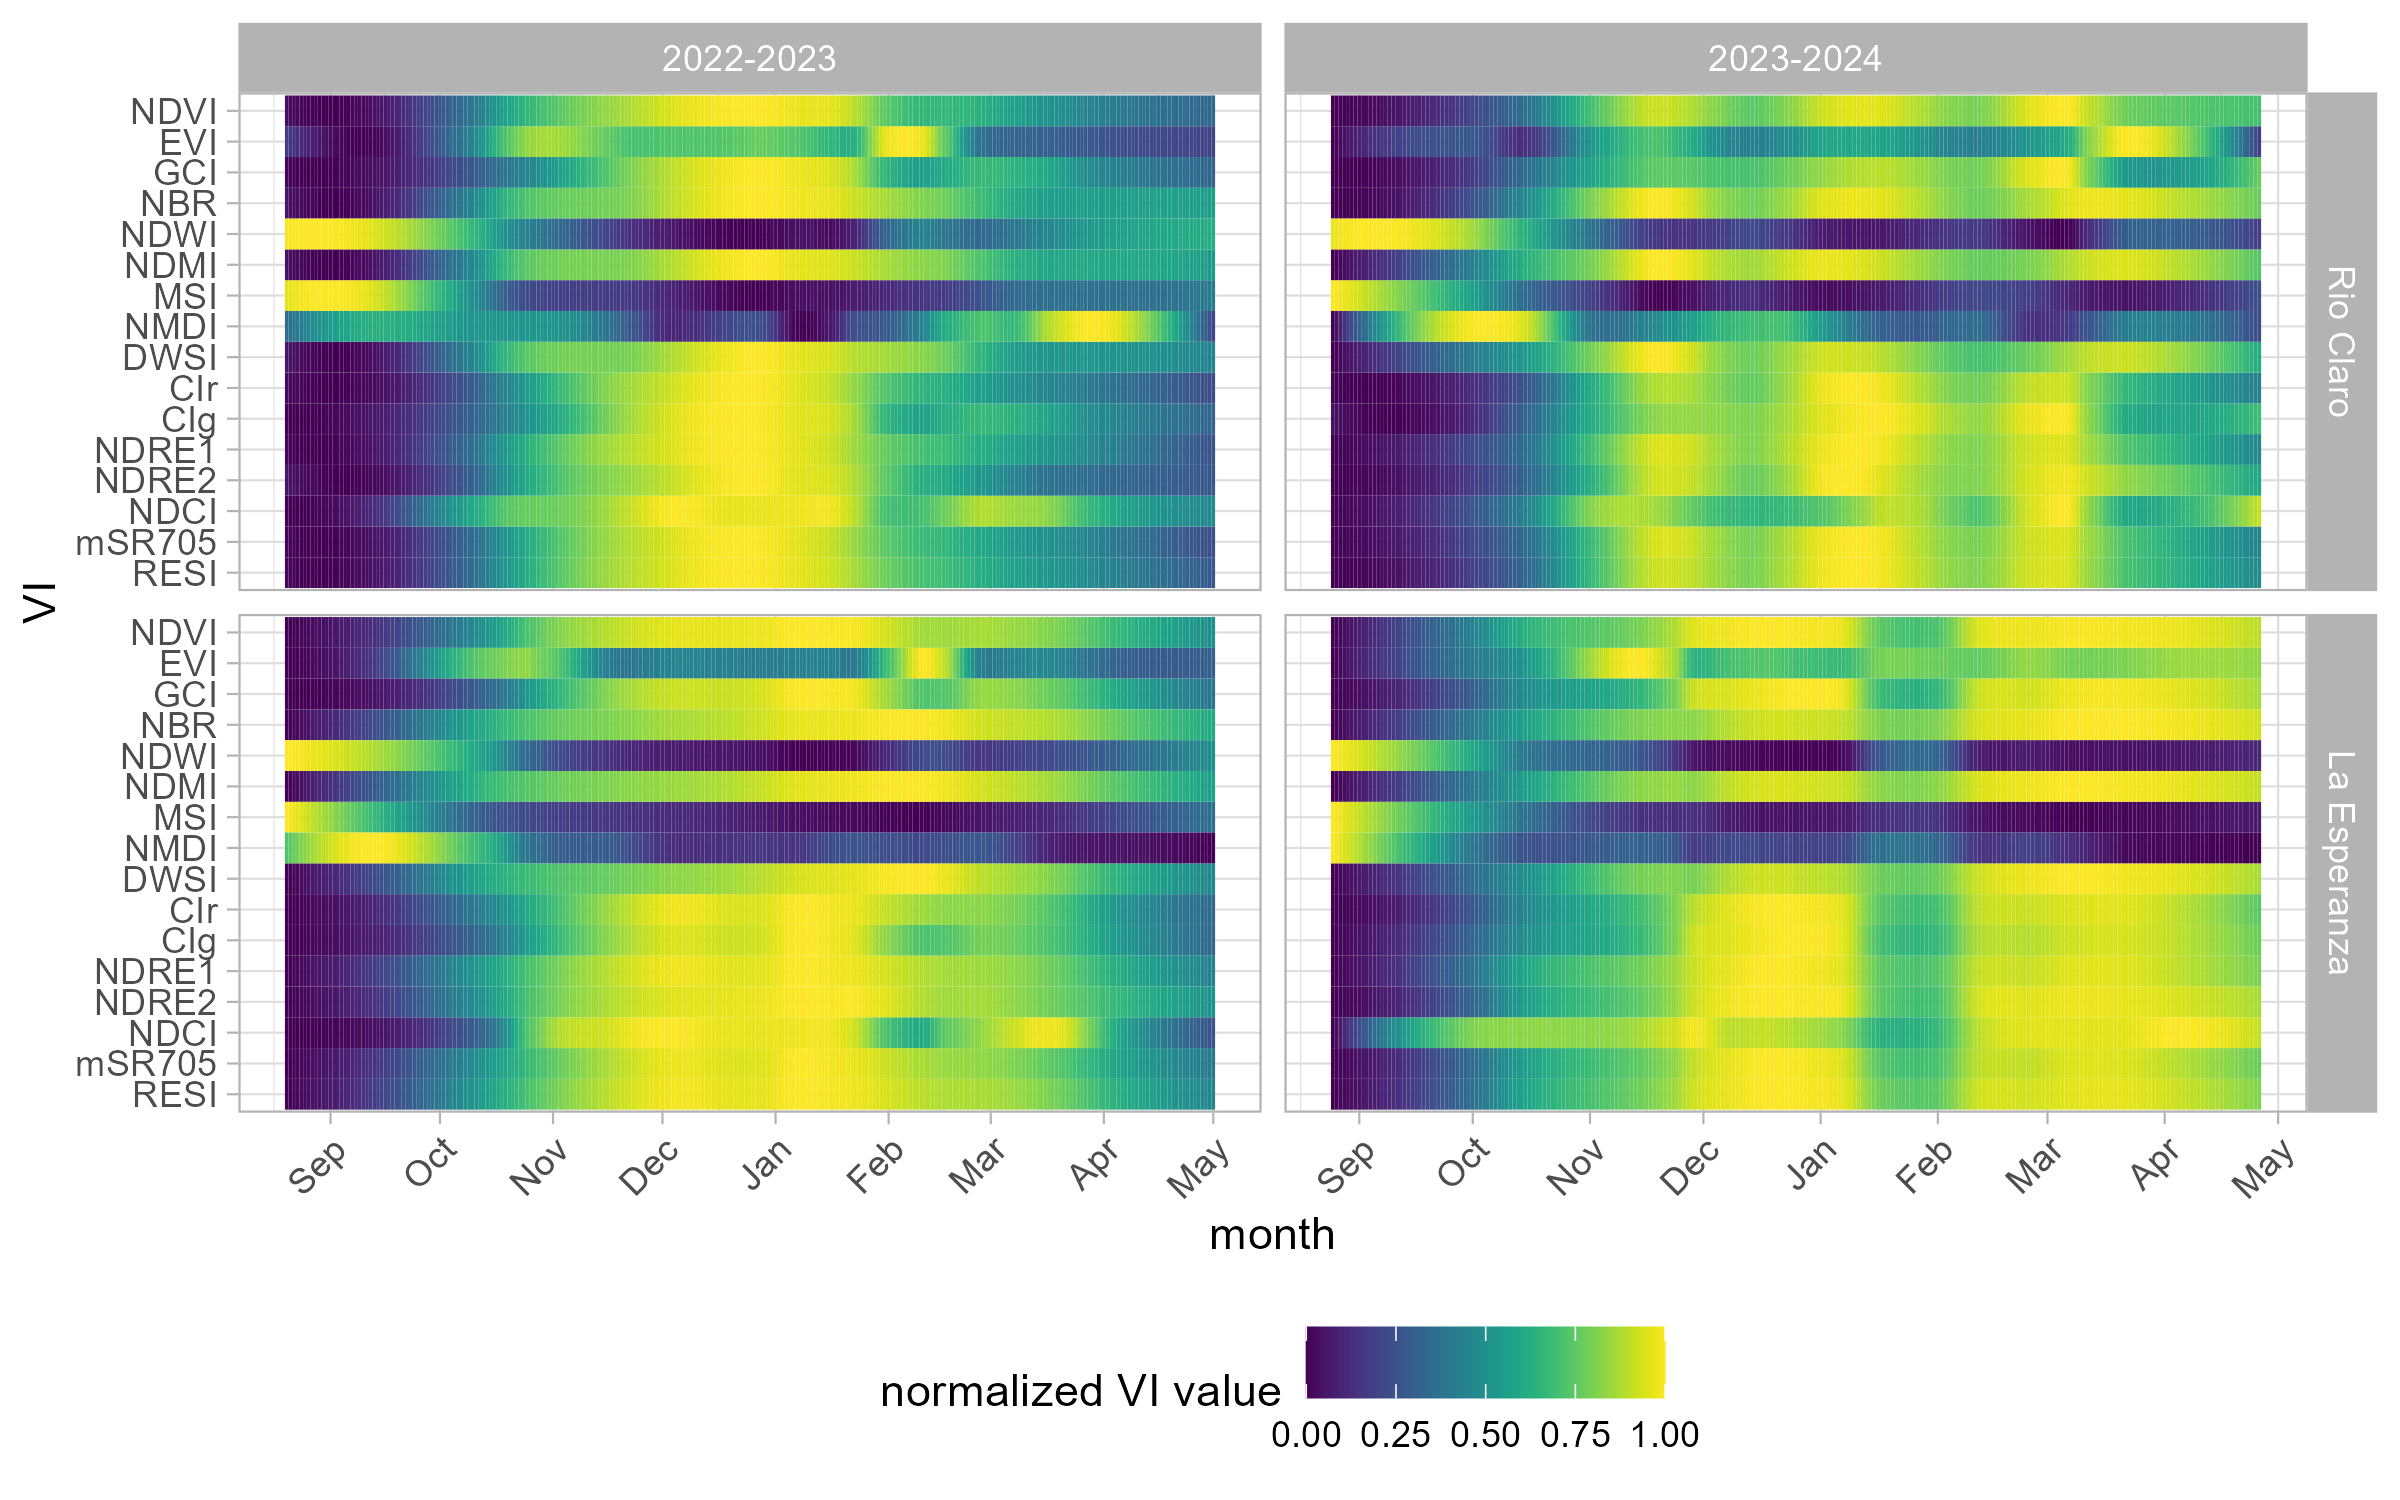 2022-2023
2023-2024
NDVI
EVI
GCI
NBR
NDWI
NDMI
MSI
NMDI
DWSI
CIr
CIg
NDRE1
NDRE2
NDCI
mSR705
RESI
Rio Claro
VI
NDVI
EVI
GCI
NBR
NDWI
NDMI
MSI
NMDI
DWSI
CIr
CIg
NDRE1
NDRE2
NDCI
mSR705
RESI
La Esperanza
Sep Oct Nov Dec Jan Feb Mar Apr May
Sep Oct Nov Dec Jan Feb Mar Apr May
month
normalized VI value
0.00 0.25 0.50 0.75 1.00